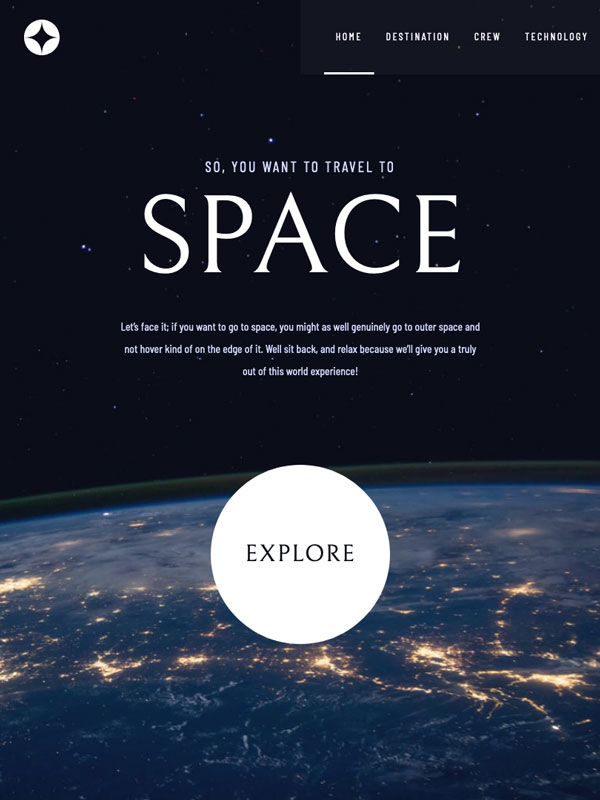 HOME DESTINATION CREW TECHNOLOGY
SO, YOU WANT TO TRAVEL TO
SPACE
Let's face it; if you want to go to space, you might as well genuinely go to outer space and
not hover kind of on the edge of it. Well sit back, and relax because we'll give you a truly
out of this world experience!
EXPLORE